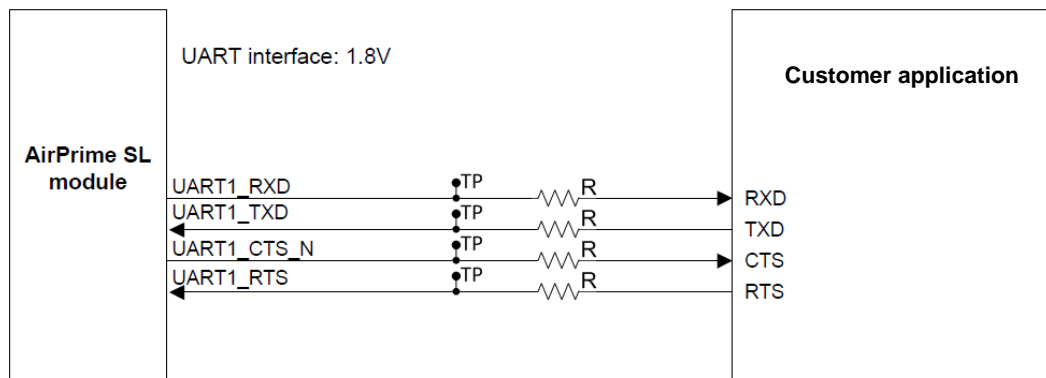 UART interface: 1.8V
Customer application
AirPrime SL
module
UART1_RXD TP R RXD
UART1_TXD TP R TXD
UART1_CTS_N TP R CTS
UART1_RTS TP R RTS